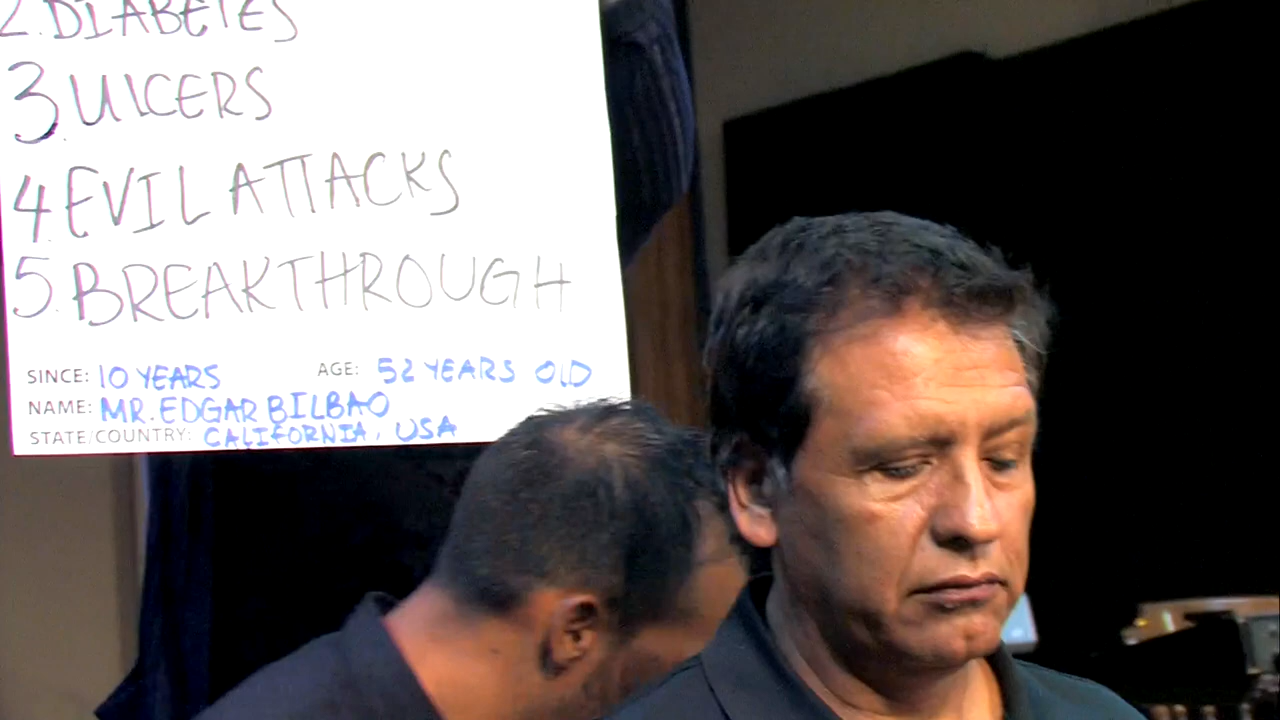 2. DIABETES
3 UlCERS
4 EVIL ATTACKS
5. BREAKTHROUGH
SINCE: 10 YEARS AGE: 52 YEARS OLD
NAME: MR. EDGAR BILBAO
STATE/COUNTRY: CALIFORNIA, USA